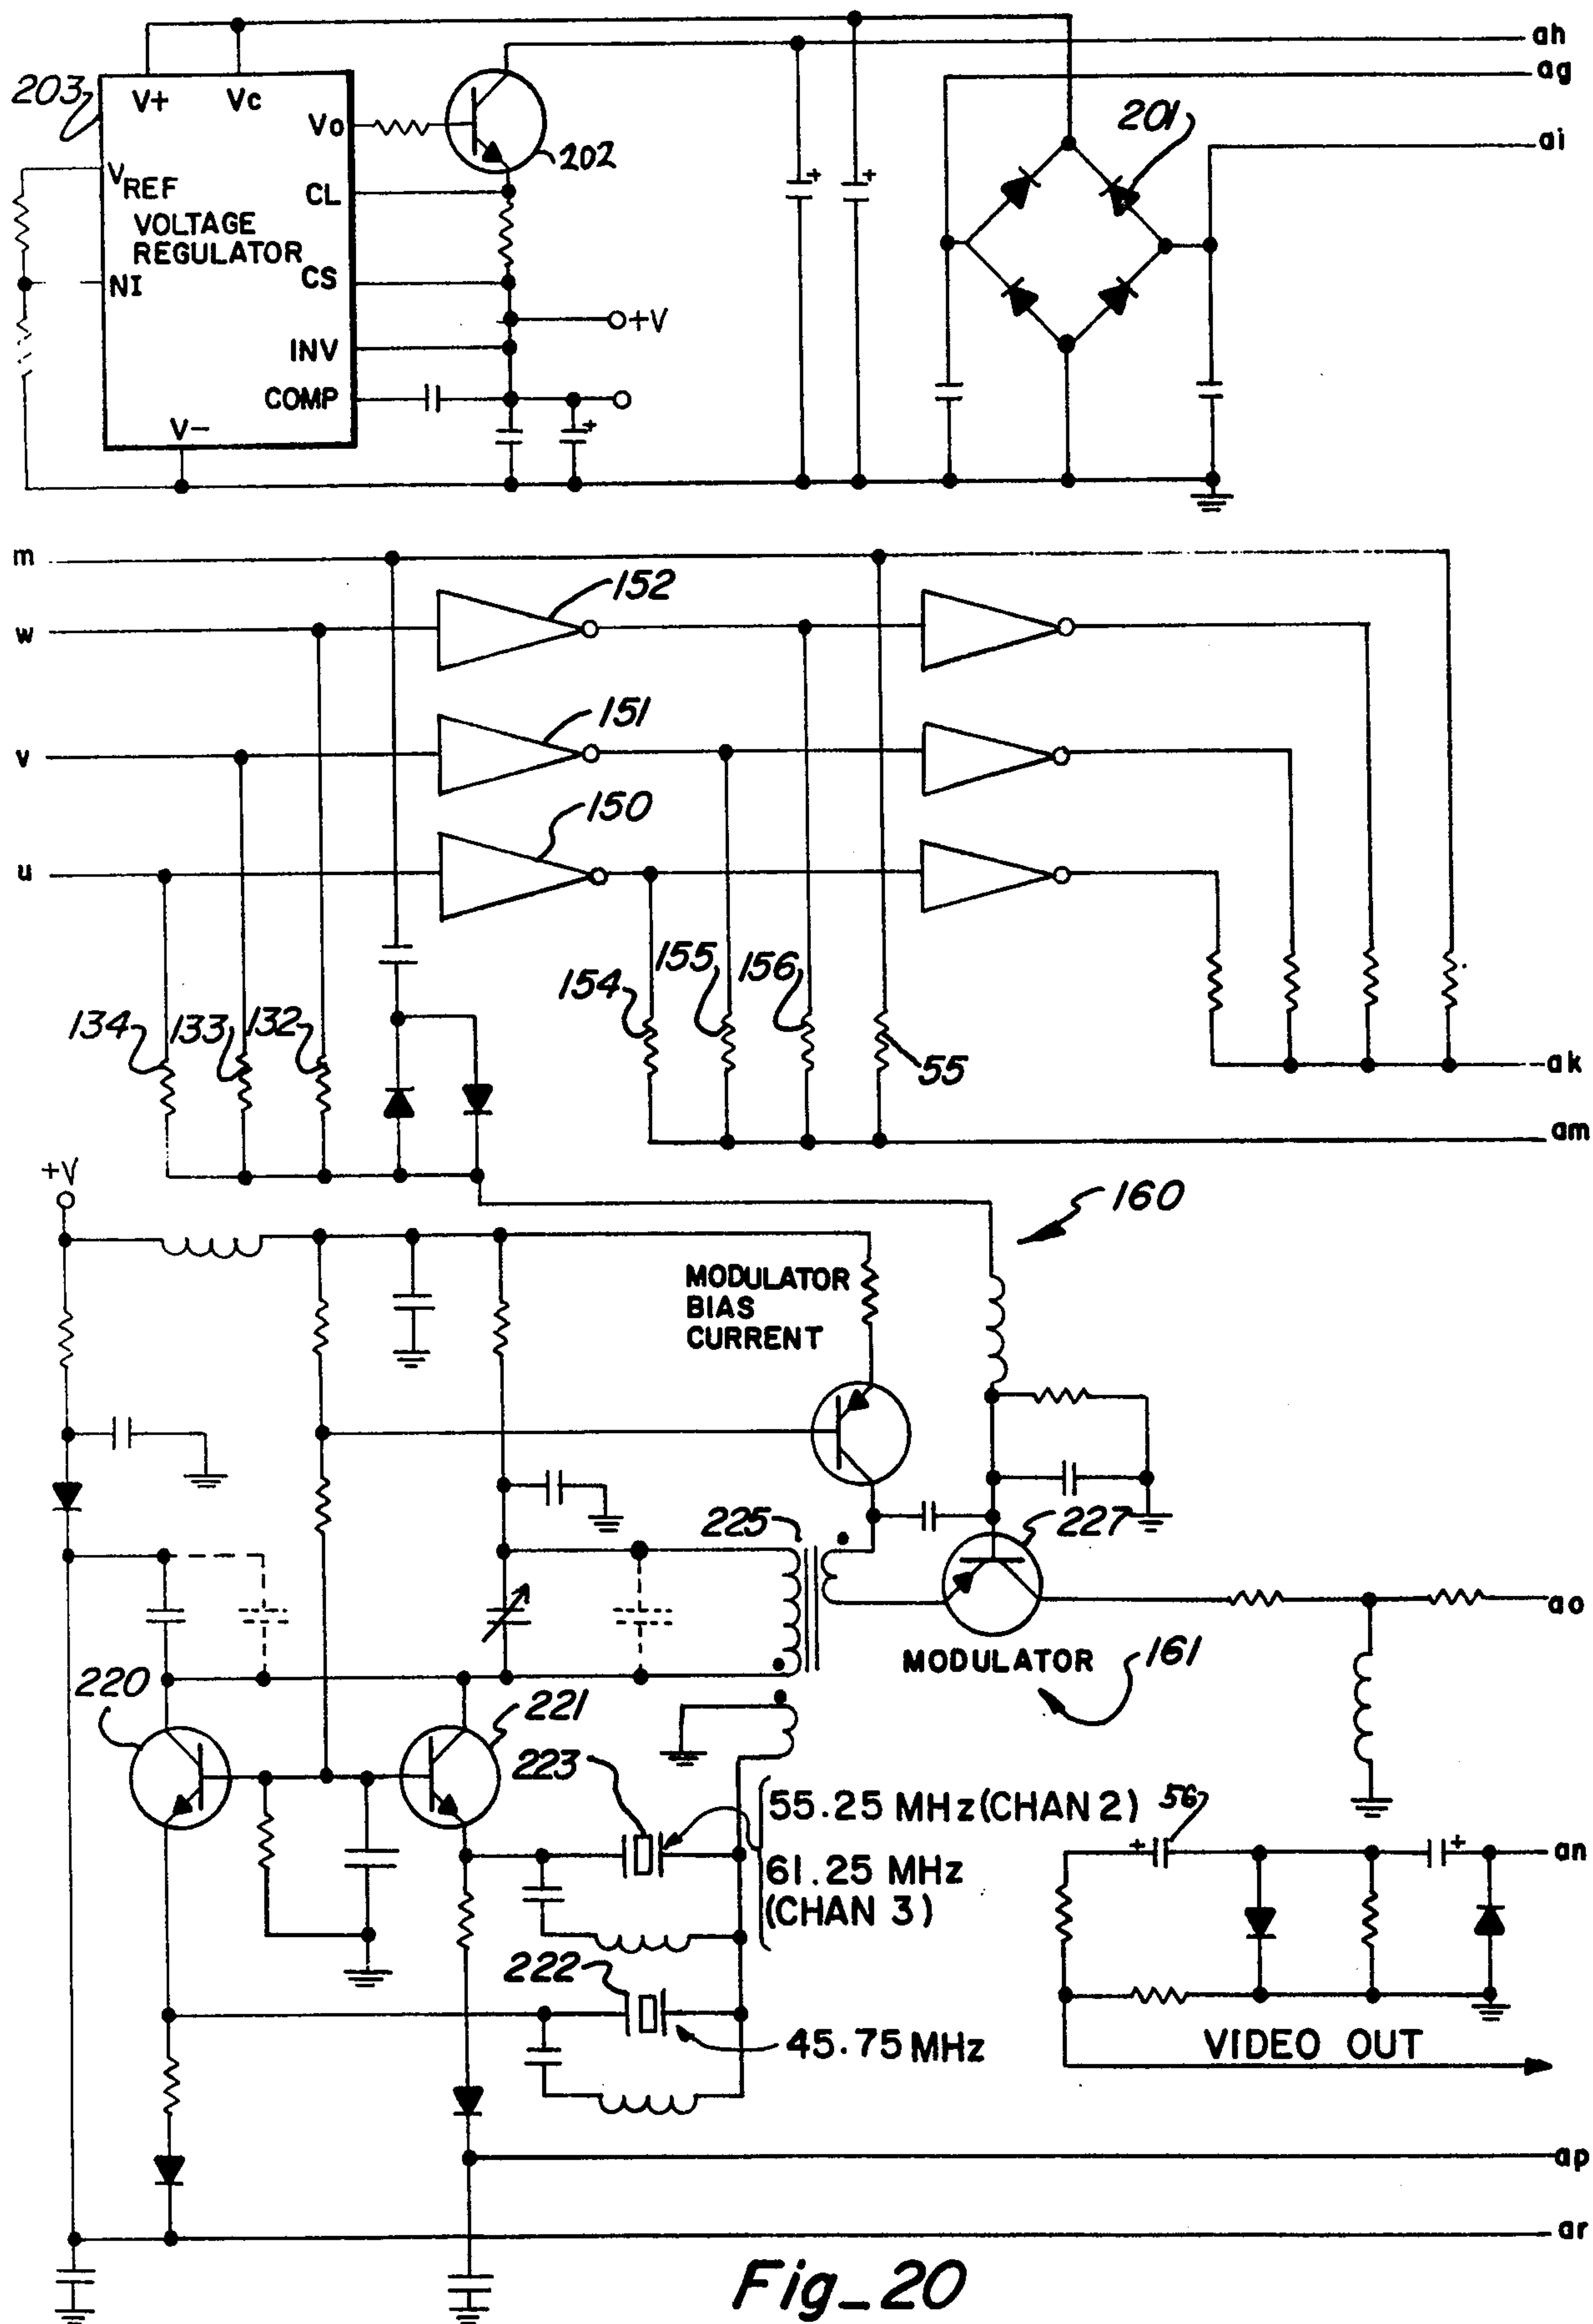 ah
ag
203
V+ Vc
Vo
201
202
ai
VREF
CL
VOLTAGE
REGULATOR
CS
NI
+V
INV
COMP
V-
m
152
w
151
v
150
u
154 155 156
134 133 132
55
ak
am
+V
160
MODULATOR
BIAS
CURRENT
225
227
ao
MODULATOR
161
220
221
223
55.25 MHz (CHAN 2)
56
61.25 MHz
(CHAN 3)
+ +
an
222
45.75 MHz
VIDEO OUT
ap
ar
Fig_20